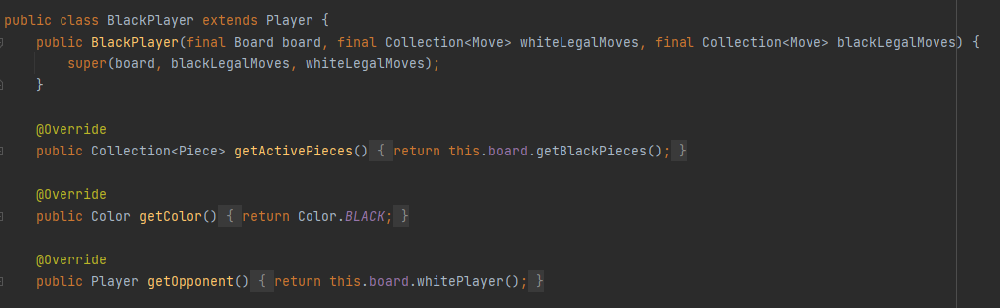 public class BlackPlayer extends Player {
    public BlackPlayer(final Board board, final Collection<Move> whiteLegalMoves, final Collection<Move> blackLegalMoves) {
        super(board, blackLegalMoves, whiteLegalMoves);
    }

    @Override
    public Collection<Piece> getActivePieces() { return this.board.getBlackPieces(); }

    @Override
    public Color getColor() { return Color.BLACK; }

    @Override
    public Player getOpponent() { return this.board.whitePlayer(); }